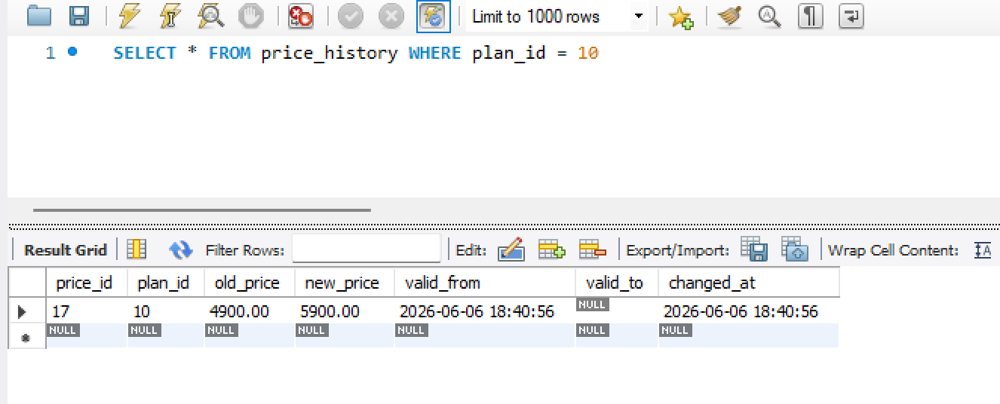 Limit to 1000 rows
1 SELECT * FROM price_history WHERE plan_id = 10
Result Grid Filter Rows: Edit: Export/Import: Wrap Cell Content: IA
price_id plan_id old_price new_price valid_from valid_to changed_at
17 10 4900.00 5900.00 2026-06-06 18:40:56 NULL 2026-06-06 18:40:56
NULL NULL NULL NULL NULL NULL NULL